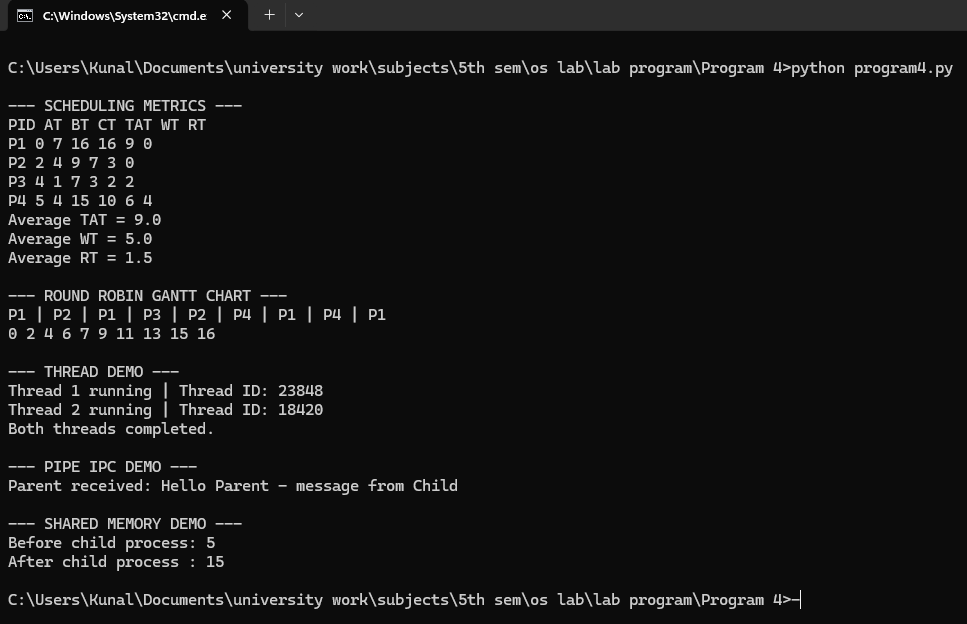 C:\Windows\System32\cmd.e
C:\Users\Kunal\Documents\university work\subjects\5th sem\os lab\lab program\Program 4>python program4.py
--- SCHEDULING METRICS ---
PID AT BT CT TAT WT RT
P1 0 7 16 16 9 0
P2 2 4 9 7 3 0
P3 4 1 7 3 2 2
P4 5 4 15 10 6 4
Average TAT = 9.0
Average WT = 5.0
Average RT = 1.5
--- ROUND ROBIN GANTT CHART ---
P1 | P2 | P1 | P3 | P2 | P4 | P1 | P4 | P1
0 2 4 6 7 9 11 13 15 16
--- THREAD DEMO ---
Thread 1 running | Thread ID: 23848
Thread 2 running | Thread ID: 18420
Both threads completed.
--- PIPE IPC DEMO ---
Parent received: Hello Parent - message from Child
--- SHARED MEMORY DEMO ---
Before child process: 5
After child process : 15
C:\Users\Kunal\Documents\university work\subjects\5th sem\os lab\lab program\Program 4>-